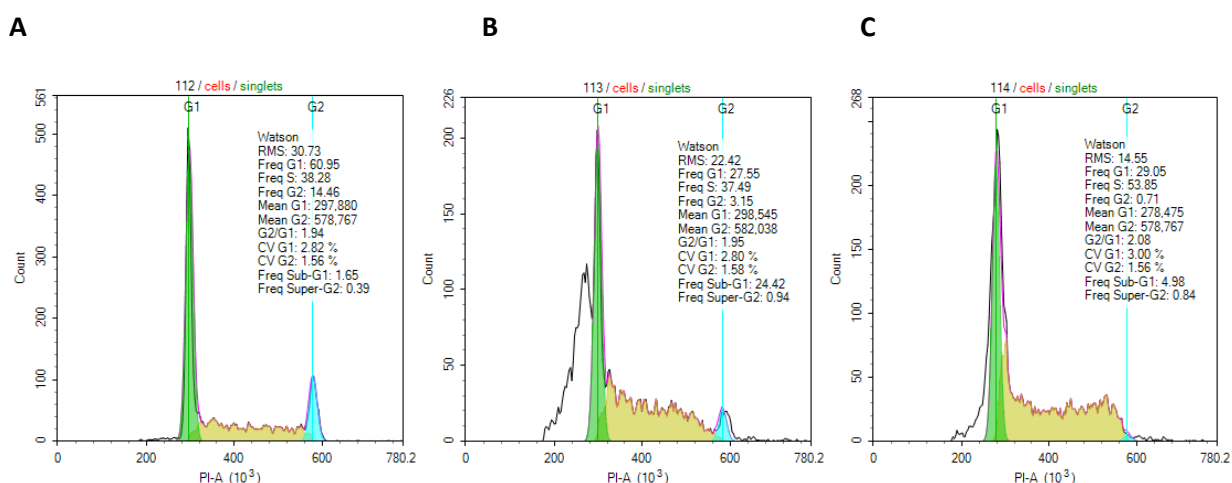 A
B
C
112 / cells / singlets
G1
G2
561
500
400
300
200
100
0
Count
0
200
400
600
780.2
PI-A (10³)
Watson
RMS: 30.73
Freq G1: 60.95
Freq S: 38.28
Freq G2: 14.46
Mean G1: 297,880
Mean G2: 578,767
G2/G1: 1.94
CV G1: 2.82 %
CV G2: 1.56 %
Freq Sub-G1: 1.65
Freq Super-G2: 0.39
113 / cells / singlets
G1
G2
226
200
150
100
50
0
Count
0
200
400
600
780.2
PI-A (10³)
Watson
RMS: 22.42
Freq G1: 27.55
Freq S: 37.49
Freq G2: 3.15
Mean G1: 298,545
Mean G2: 582,038
G2/G1: 1.95
CV G1: 2.80 %
CV G2: 1.58 %
Freq Sub-G1: 24.42
Freq Super-G2: 0.94
114 / cells / singlets
G1
G2
268
200
150
100
50
0
Count
0
200
400
600
780.2
PI-A (10³)
Watson
RMS: 14.55
Freq G1: 29.05
Freq S: 53.85
Freq G2: 0.71
Mean G1: 278,475
Mean G2: 578,767
G2/G1: 2.08
CV G1: 3.00 %
CV G2: 1.56 %
Freq Sub-G1: 4.98
Freq Super-G2: 0.84